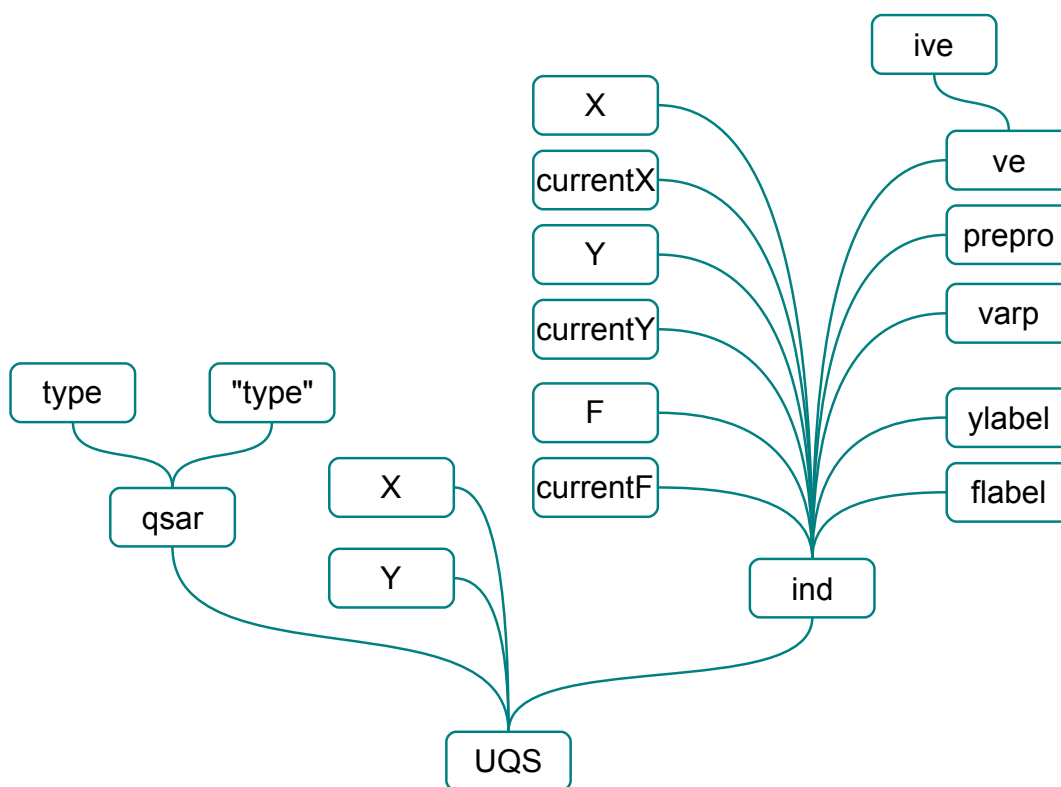 ive
X
ve
currentX
prepro
Y
varp
currentY
type
"type"
F
ylabel
X
currentF
flabel
qsar
Y
ind
UQS